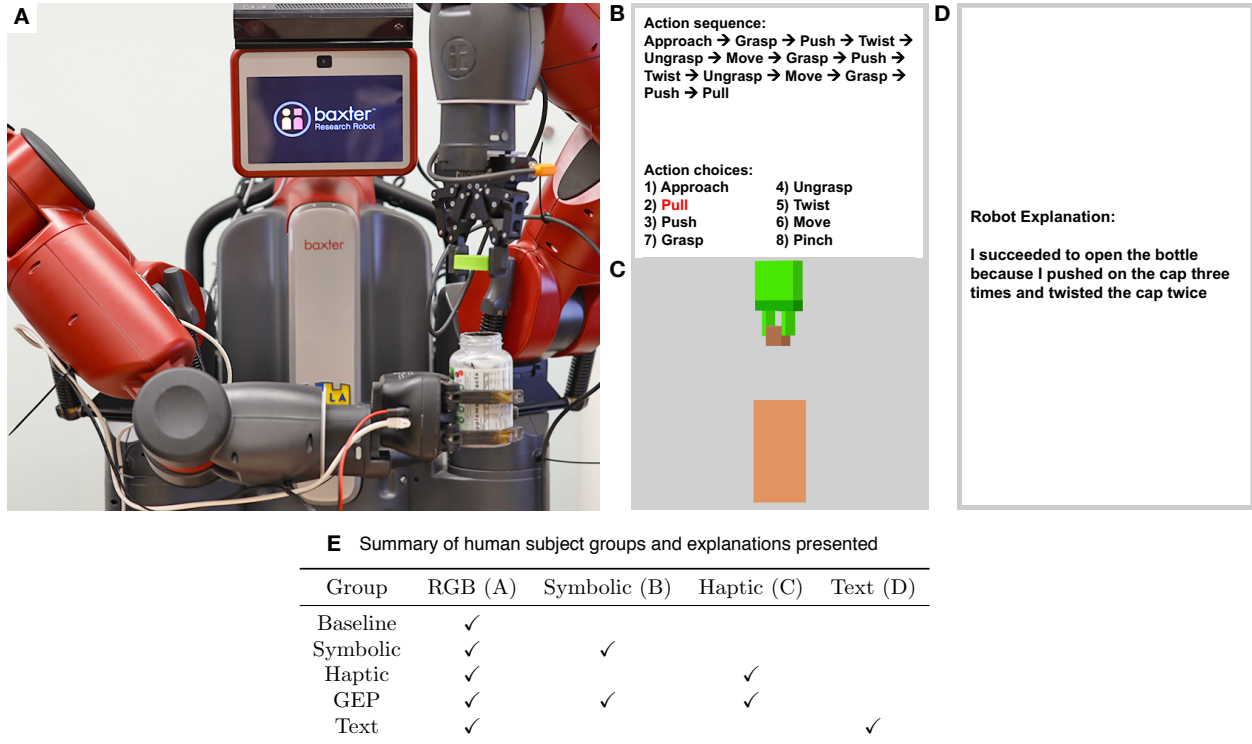 A
baxter
Research Robot
baxter
LA
B
Action sequence:
Approach → Grasp → Push → Twist →
Ungrasp → Move → Grasp → Push →
Twist → Ungrasp → Move → Grasp →
Push → Pull
Action choices:
1) Approach 4) Ungrasp
2) Pull 5) Twist
3) Push 6) Move
7) Grasp 8) Pinch
C
D
Robot Explanation:
I succeeded to open the bottle
because I pushed on the cap three
times and twisted the cap twice
E Summary of human subject groups and explanations presented
Group RGB (A) Symbolic (B) Haptic (C) Text (D)
Baseline ✓
Symbolic ✓ ✓
Haptic ✓ ✓
GEP ✓ ✓ ✓
Text ✓ ✓